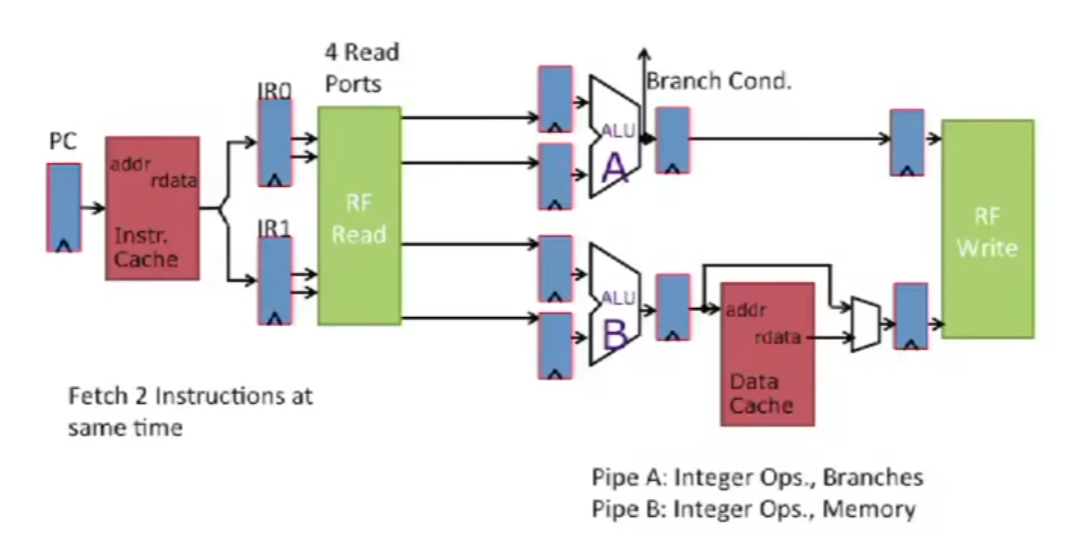 4 Read
Ports
Branch Cond.
IR0
PC
addr
rdata
Instr.
Cache
ALU
A
RF
Read
IR1
RF
Write
ALU
B
addr
rdata
Data
Cache
Fetch 2 Instructions at
same time
Pipe A: Integer Ops., Branches
Pipe B: Integer Ops., Memory